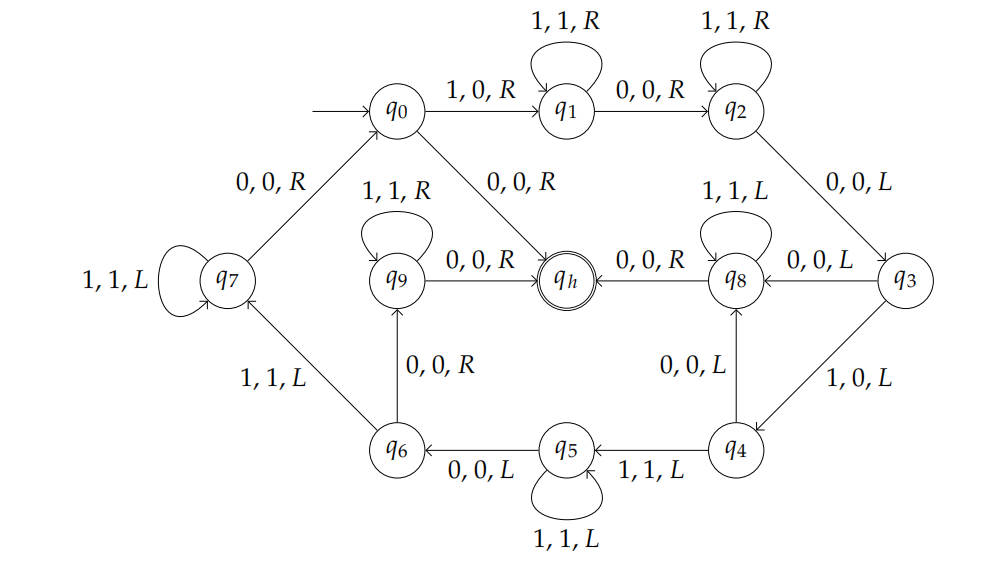 1, 1, R 1, 1, R
q0 1, 0, R q1 0, 0, R q2
0, 0, R 1, 1, R 0, 0, R 1, 1, L 0, 0, L
1, 1, L q7 q9 0, 0, R qh 0, 0, R q8 0, 0, L q3
1, 1, L 0, 0, R 0, 0, L 1, 0, L
q6 0, 0, L q5 1, 1, L q4
1, 1, L